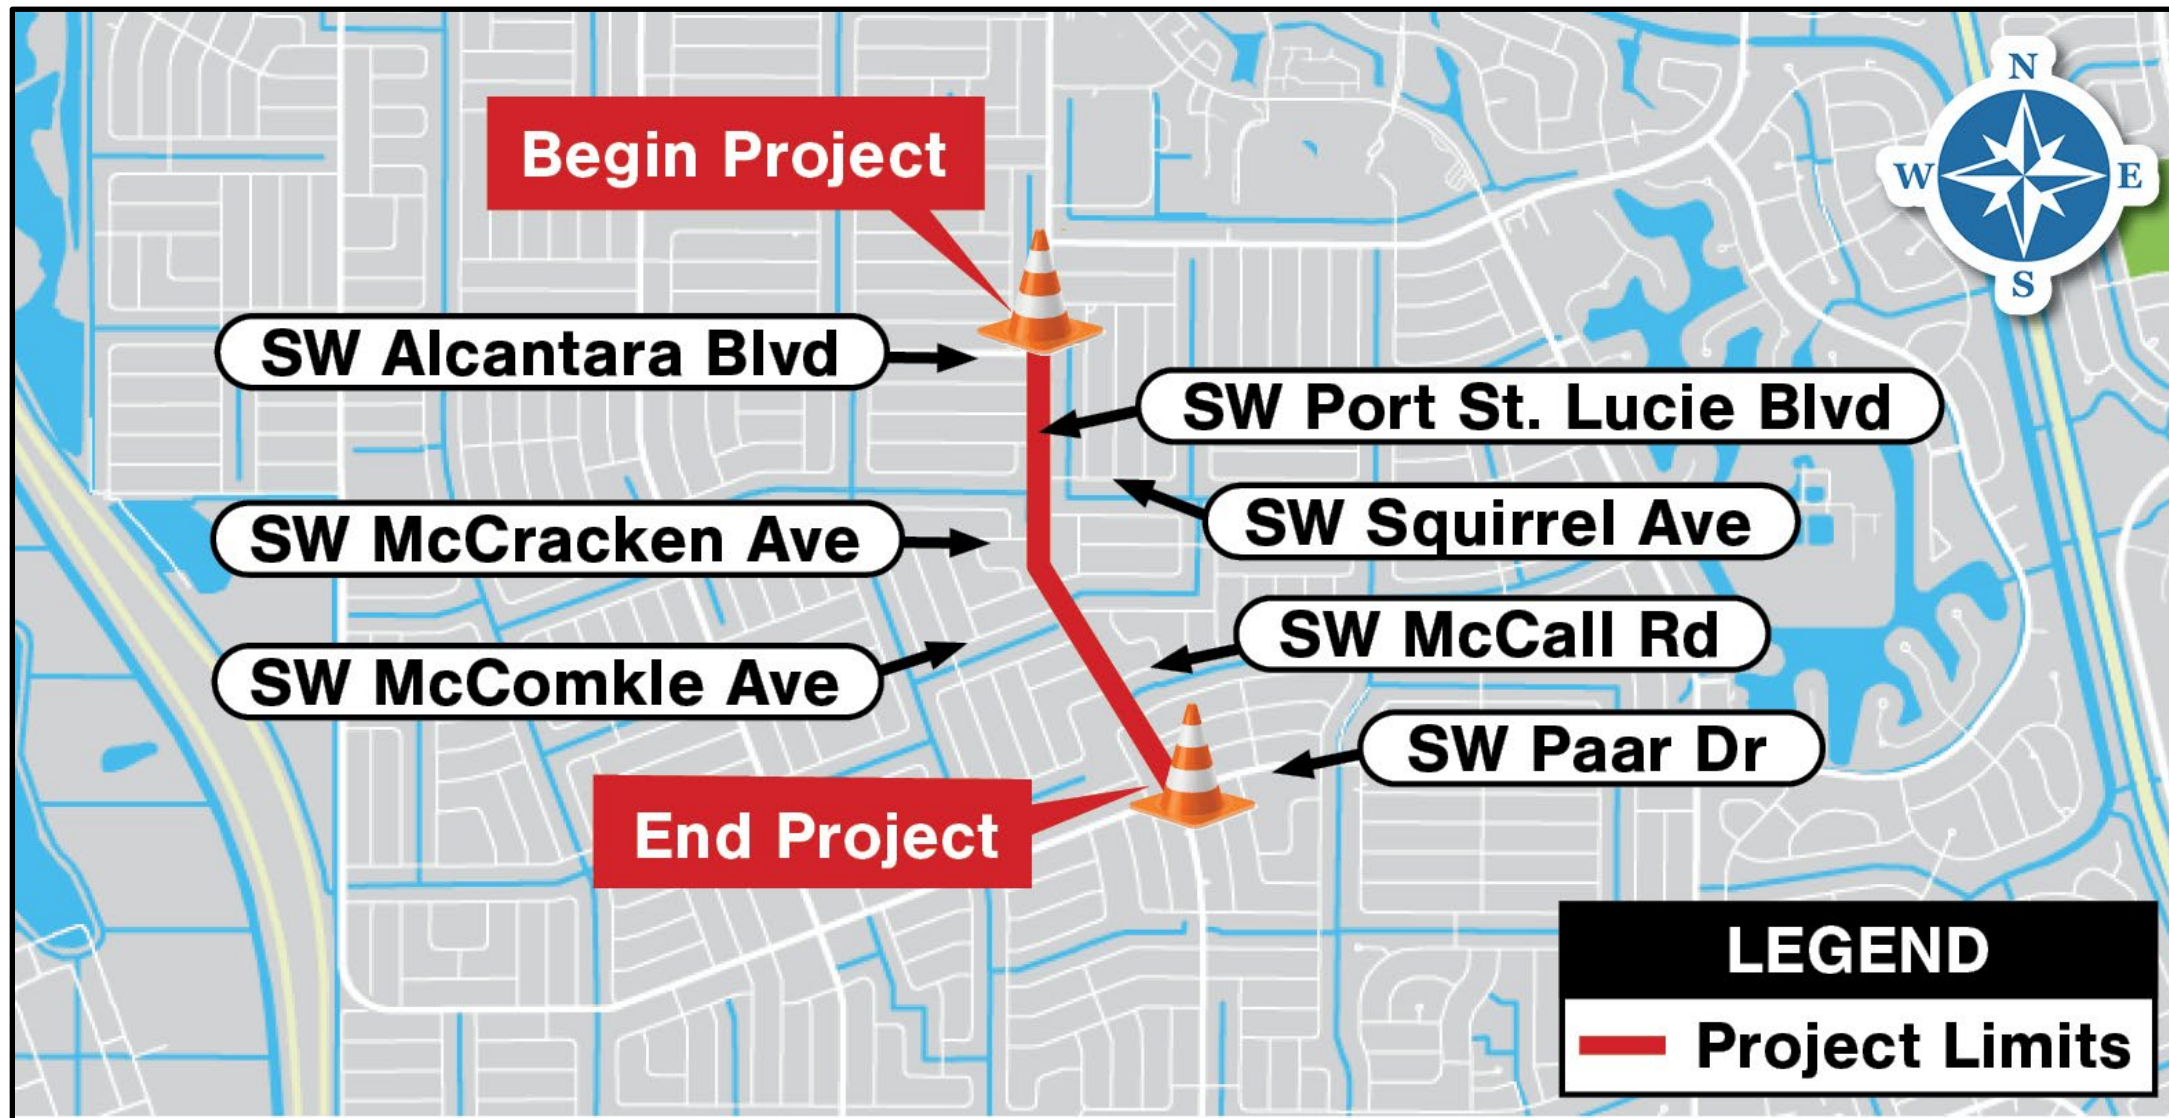 N
W E
S
Begin Project
SW Alcantara Blvd
SW Port St. Lucie Blvd
SW Squirrel Ave
SW McCracken Ave
SW McCall Rd
SW McComkle Ave
SW Paar Dr
End Project
LEGEND
Project Limits